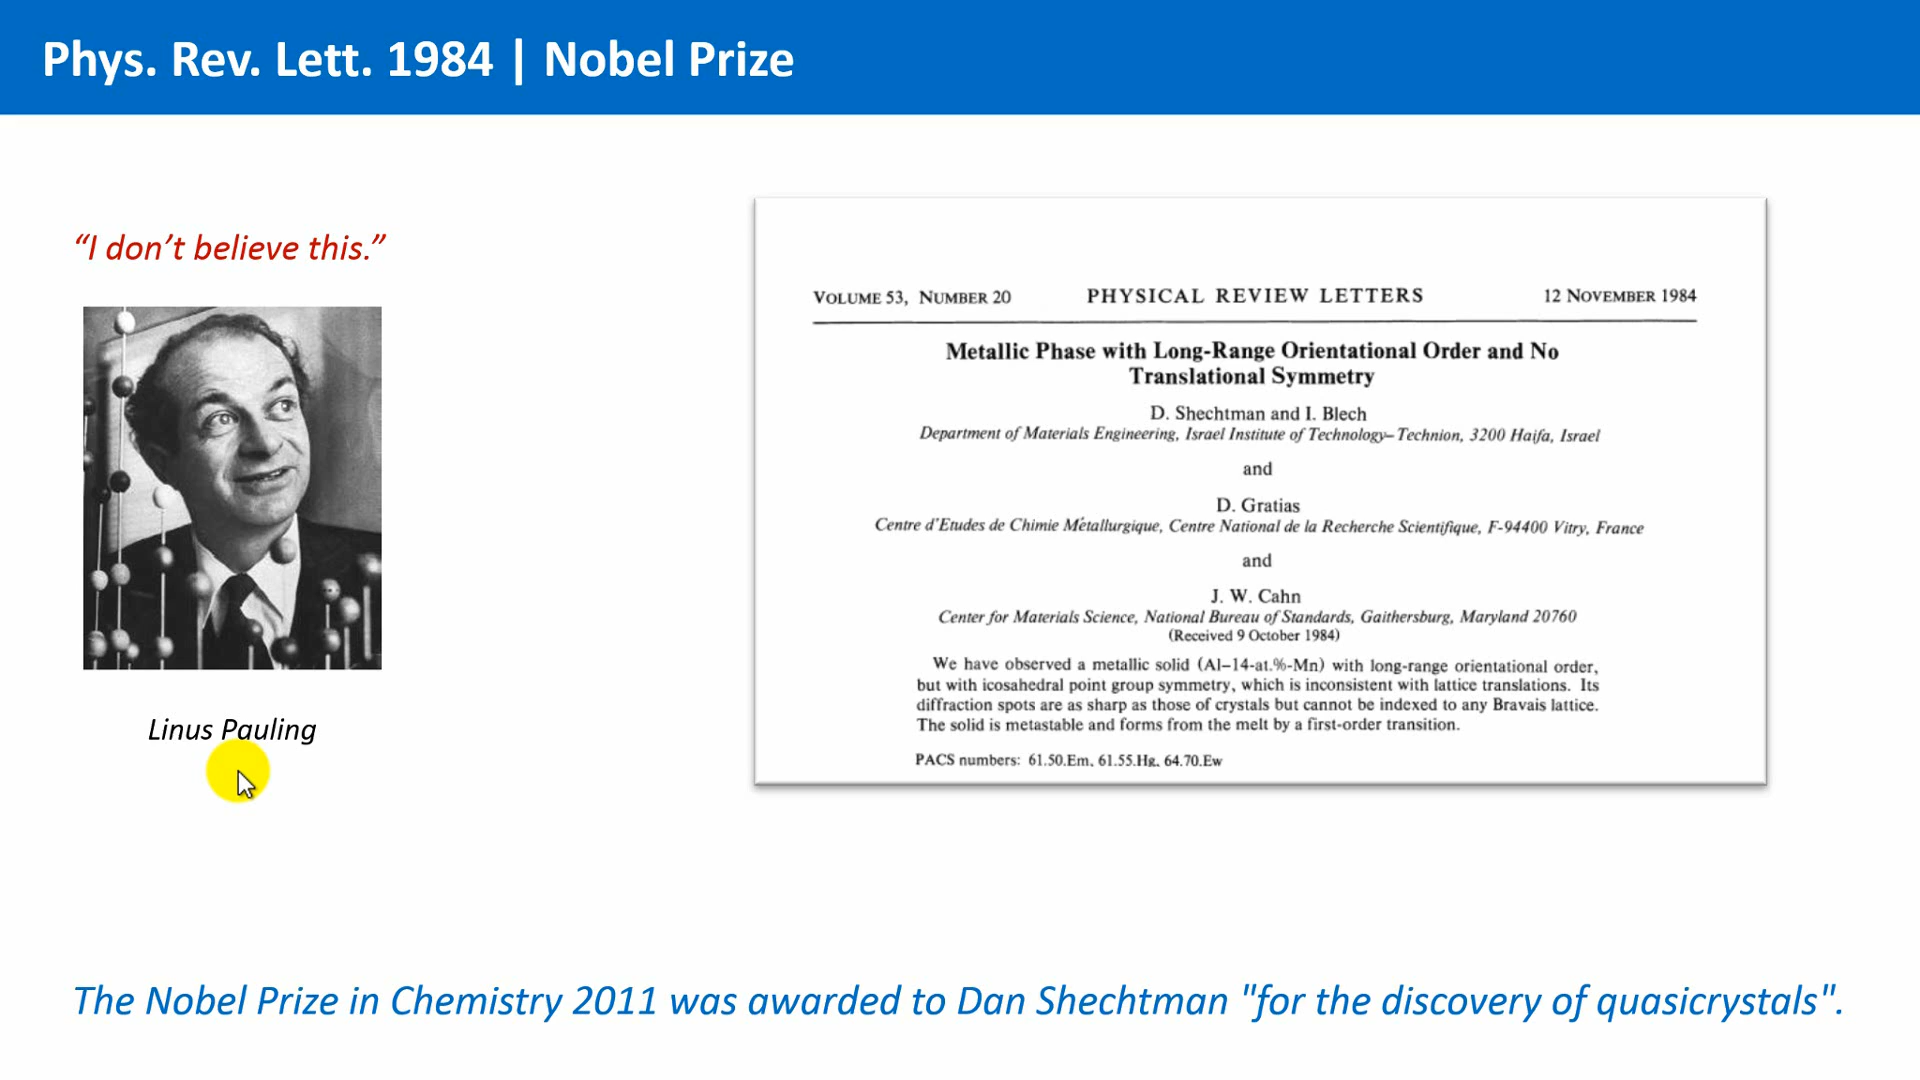 Phys. Rev. Lett. 1984 | Nobel Prize
“I don’t believe this.”
Linus Pauling
VOLUME 53, NUMBER 20 PHYSICAL REVIEW LETTERS 12 NOVEMBER 1984
Metallic Phase with Long-Range Orientational Order and No
Translational Symmetry
D. Shechtman and I. Blech
Department of Materials Engineering, Israel Institute of Technology–Technion, 3200 Haifa, Israel
and
D. Gratias
Centre d'Etudes de Chimie Métallurgique, Centre National de la Recherche Scientifique, F-94400 Vitry, France
and
J. W. Cahn
Center for Materials Science, National Bureau of Standards, Gaithersburg, Maryland 20760
(Received 9 October 1984)
We have observed a metallic solid (Al–14-at.%-Mn) with long-range orientational order,
but with icosahedral point group symmetry, which is inconsistent with lattice translations. Its
diffraction spots are as sharp as those of crystals but cannot be indexed to any Bravais lattice.
The solid is metastable and forms from the melt by a first-order transition.
PACS numbers: 61.50.Em, 61.55.Hg, 64.70.Ew
The Nobel Prize in Chemistry 2011 was awarded to Dan Shechtman "for the discovery of quasicrystals".